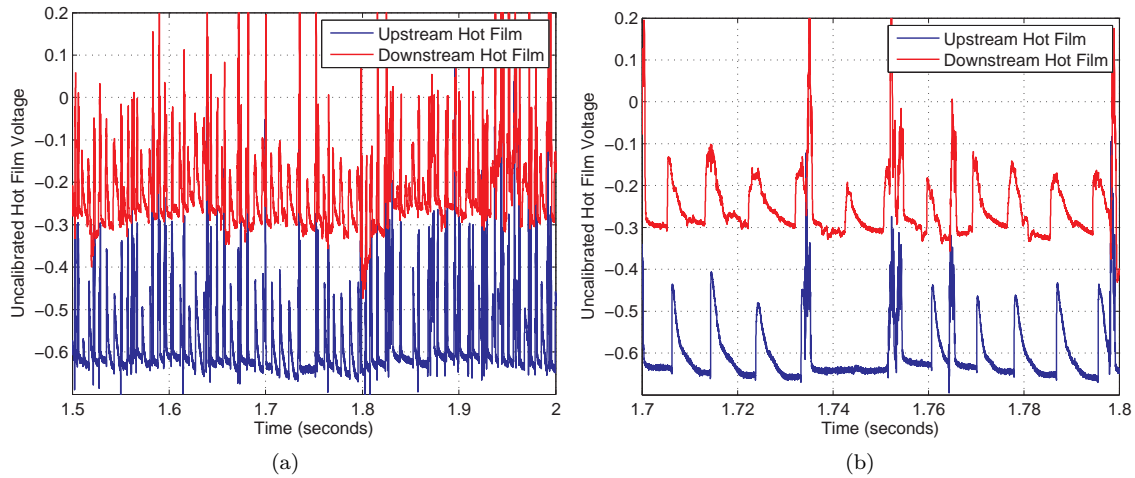 0.2
0
−0.1
−0.2
−0.3
−0.4
−0.5
−0.6
Uncalibrated Hot Film Voltage
Upstream Hot Film
Downstream Hot Film
1.5 1.6 1.7 1.8 1.9 2
Time (seconds)
(a)
0.2
0
−0.1
−0.2
−0.3
−0.4
−0.5
−0.6
Uncalibrated Hot Film Voltage
Upstream Hot Film
Downstream Hot Film
1.7 1.72 1.74 1.76 1.78 1.8
Time (seconds)
(b)